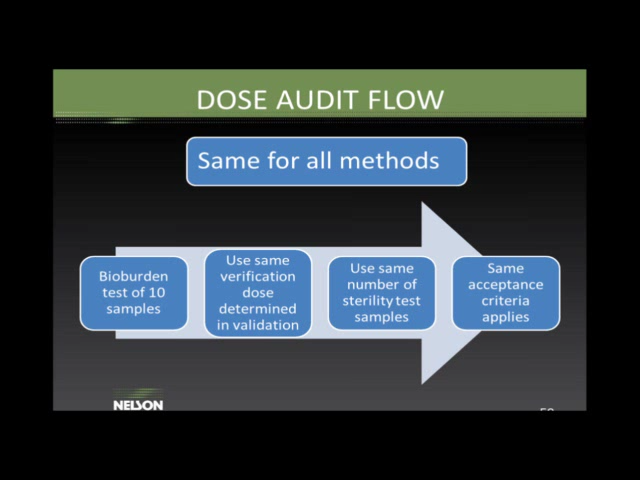 DOSE AUDIT FLOW
Same for all methods
Bioburden
test of 10
samples
Use same
verification
dose
determined
in validation
Use same
number of
sterility test
samples
Same
acceptance
criteria
applies
NELSON